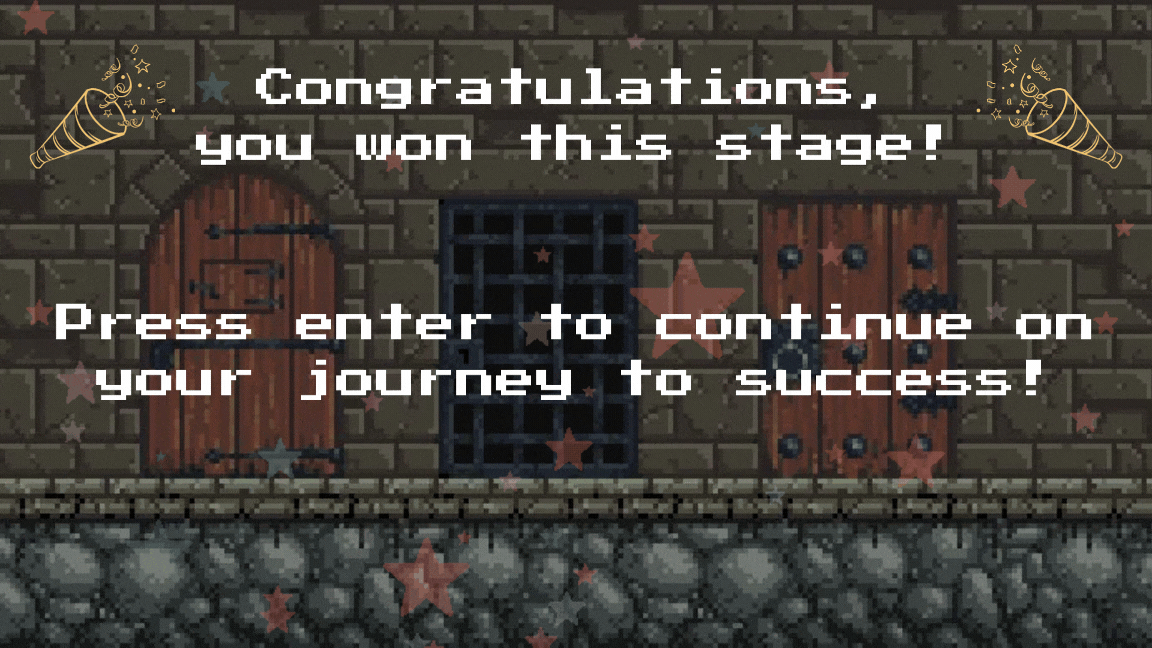 Congratulations,
you won this stage!
Press enter to continue on
your journey to success!